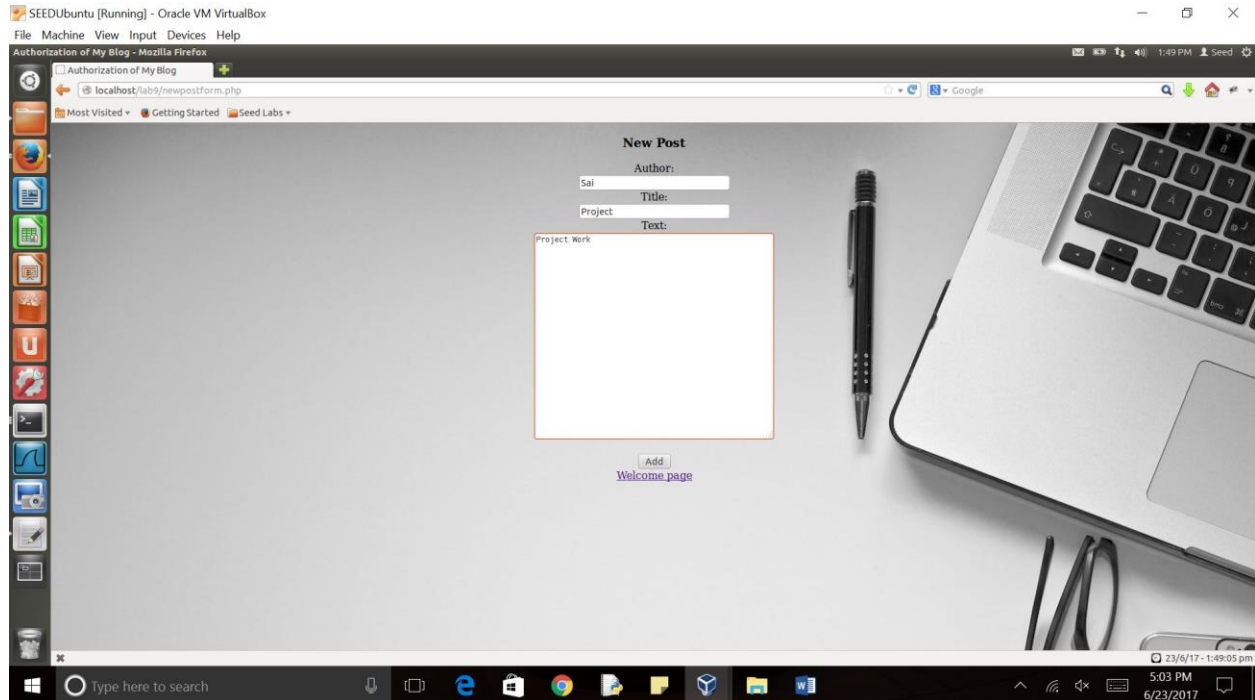 SEEDUbuntu [Running] - Oracle VM VirtualBox
File Machine View Input Devices Help
Authorization of My Blog - Mozilla Firefox
1:49 PM Seed
Authorization of My Blog
localhost/lab9/newpostform.php
Google
Most Visited
Getting Started
Seed Labs
New Post
Author:
Sai
Title:
Project
Text:
Project Work
Add
Welcome page
23/6/17 - 1:49:05 pm
Type here to search
5:03 PM
6/23/2017